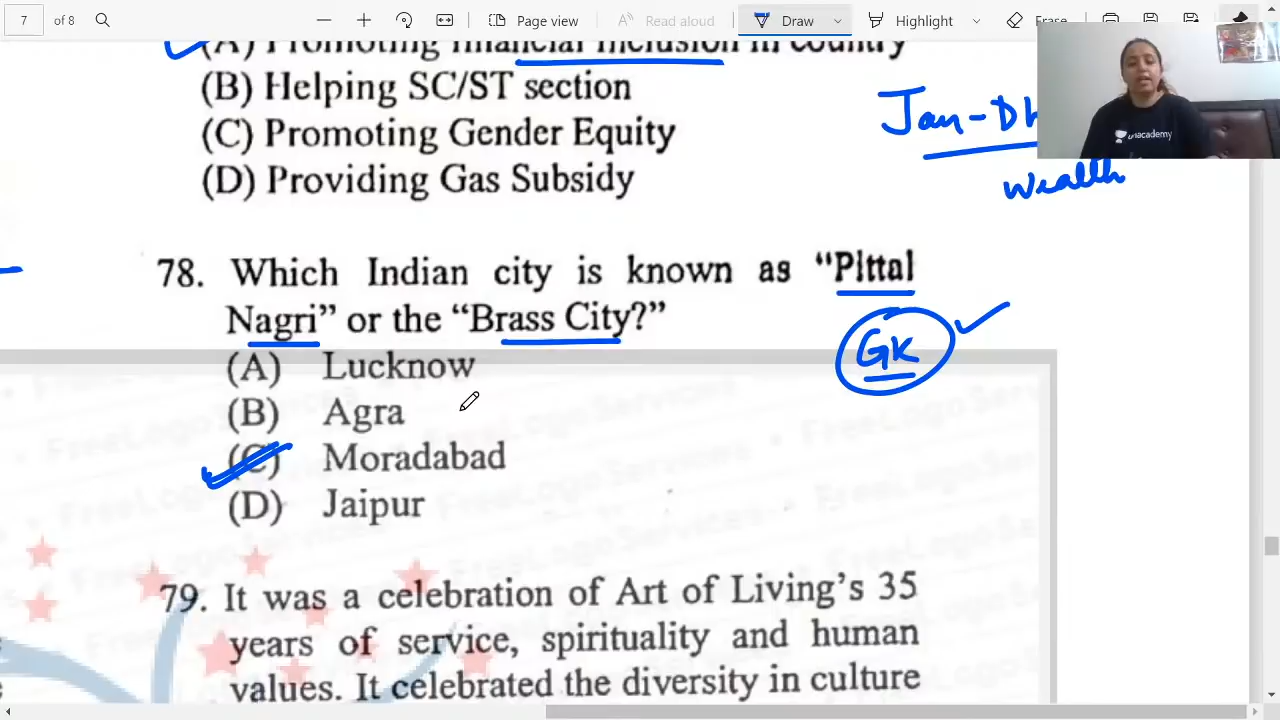 7 of 8 Page view Read aloud Draw Highlight Erase
(A) Promoting financial inclusion in country
(B) Helping SC/ST section
(C) Promoting Gender Equity
(D) Providing Gas Subsidy
Jan-Dh
Wealth
unacademy
78. Which Indian city is known as "Pittal
Nagri" or the "Brass City?"
GK
(A) Lucknow
(B) Agra
(C) Moradabad
(D) Jaipur
79. It was a celebration of Art of Living's 35
years of service, spirituality and human
values. It celebrated the diversity in culture